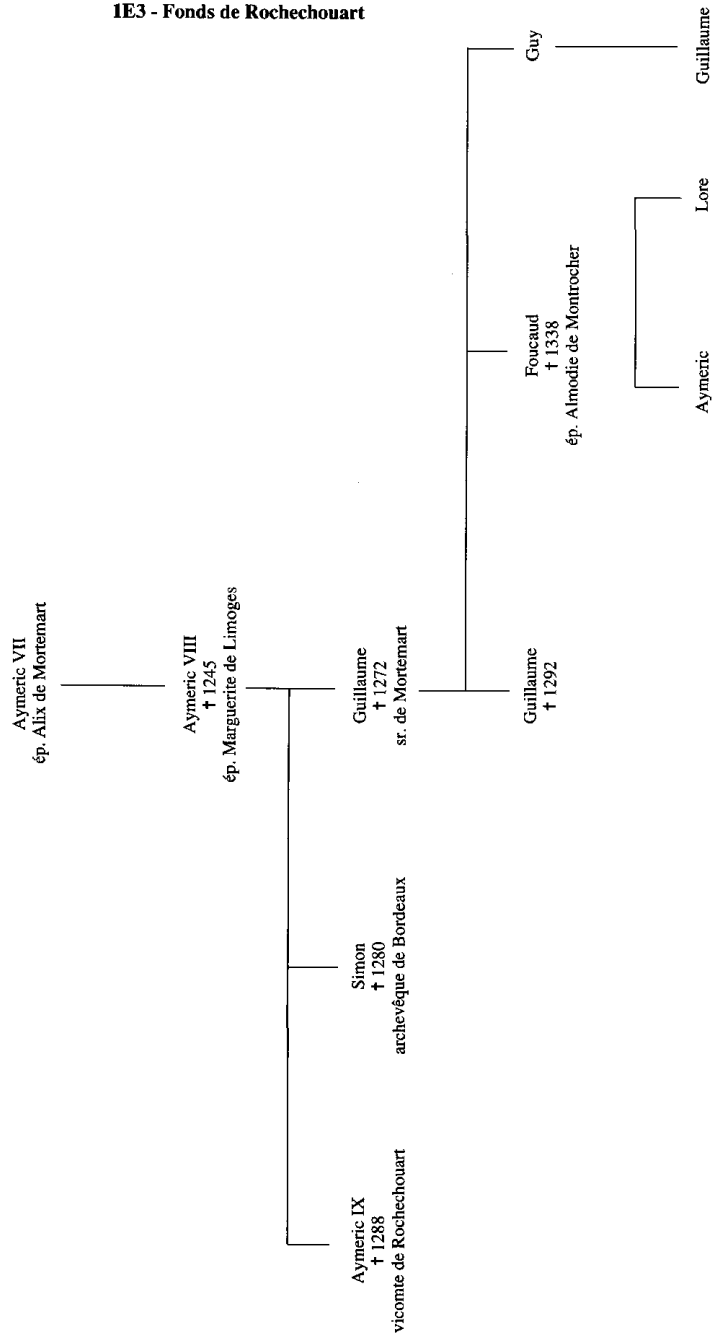 1E3 - Fonds de Rochechouart
Aymeric VII
ép. Alix de Mortemart
Aymeric VIII
† 1245
ép. Marguerite de Limoges
Aymeric IX
† 1288
vicomte de Rochechouart
Simon
† 1280
archevêque de Bordeaux
Guillaume
† 1272
sr. de Mortemart
Guillaume
† 1292
Foucaud
† 1338
ép. Almodie de Montrocher
Guy
Aymeric
Lore
Guillaume